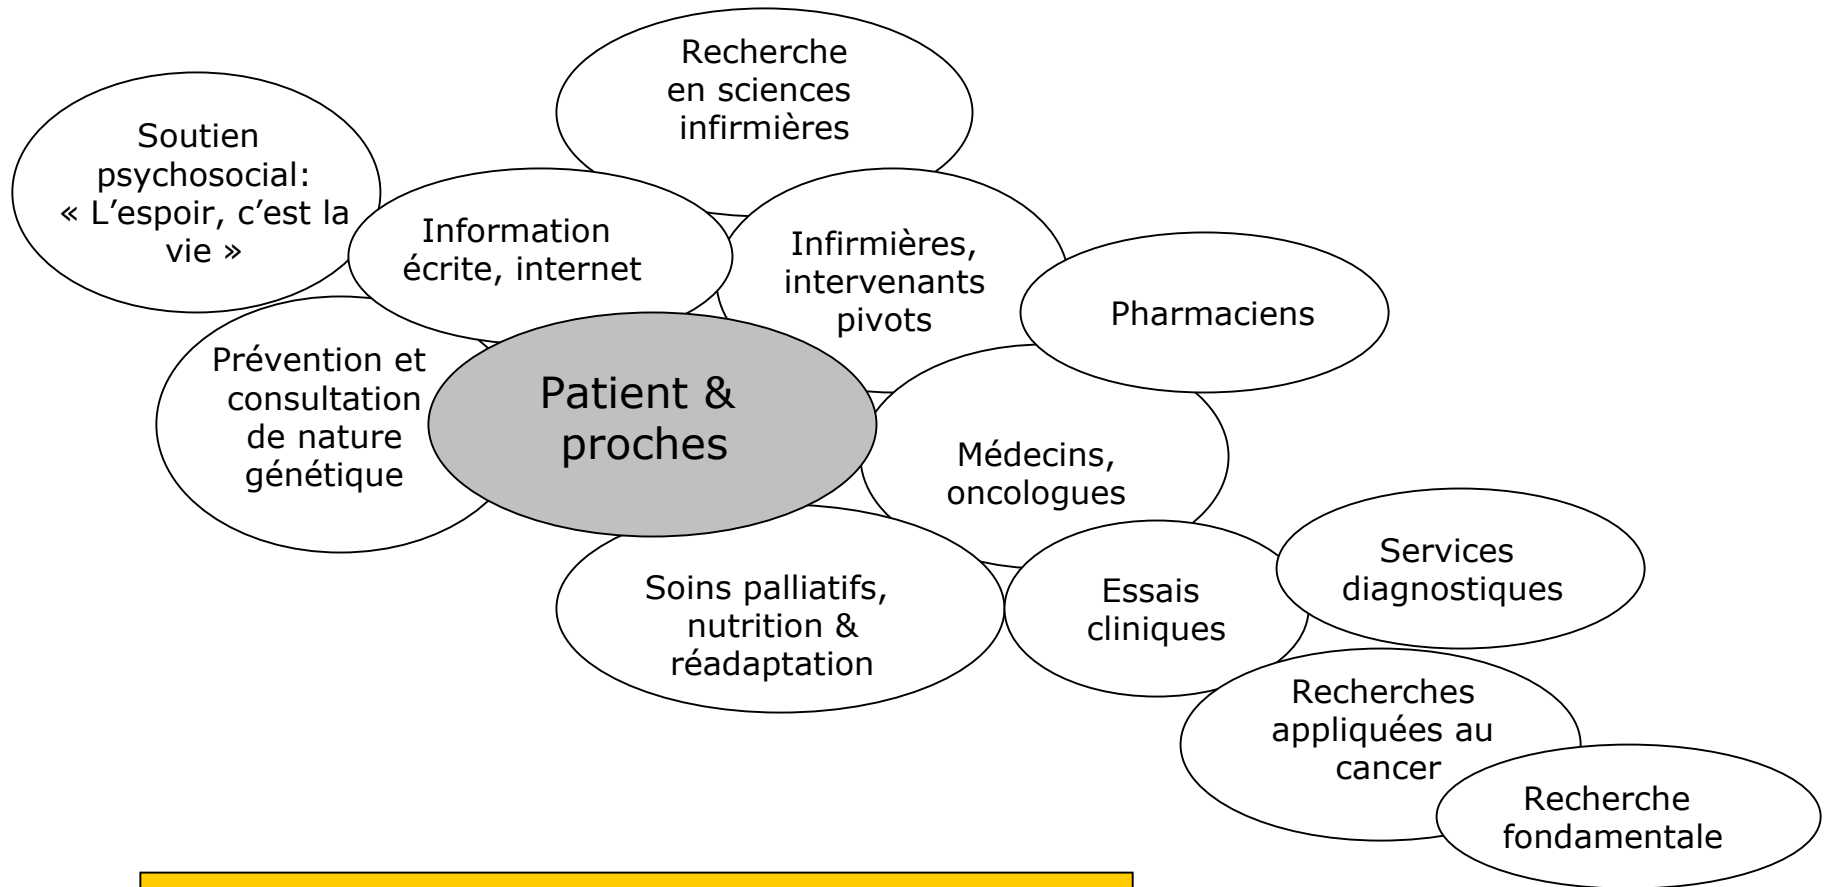 Recherche
en sciences
infirmières
Soutien
psychosocial:
« L’espoir, c’est la
vie »
Information
écrite, internet
Infirmières,
intervenants
pivots
Pharmaciens
Prévention et
consultation
de nature
génétique
Patient &
proches
Médecins,
oncologues
Soins palliatifs,
nutrition &
réadaptation
Essais
cliniques
Services
diagnostiques
Recherches
appliquées au
cancer
Recherche
fondamentale